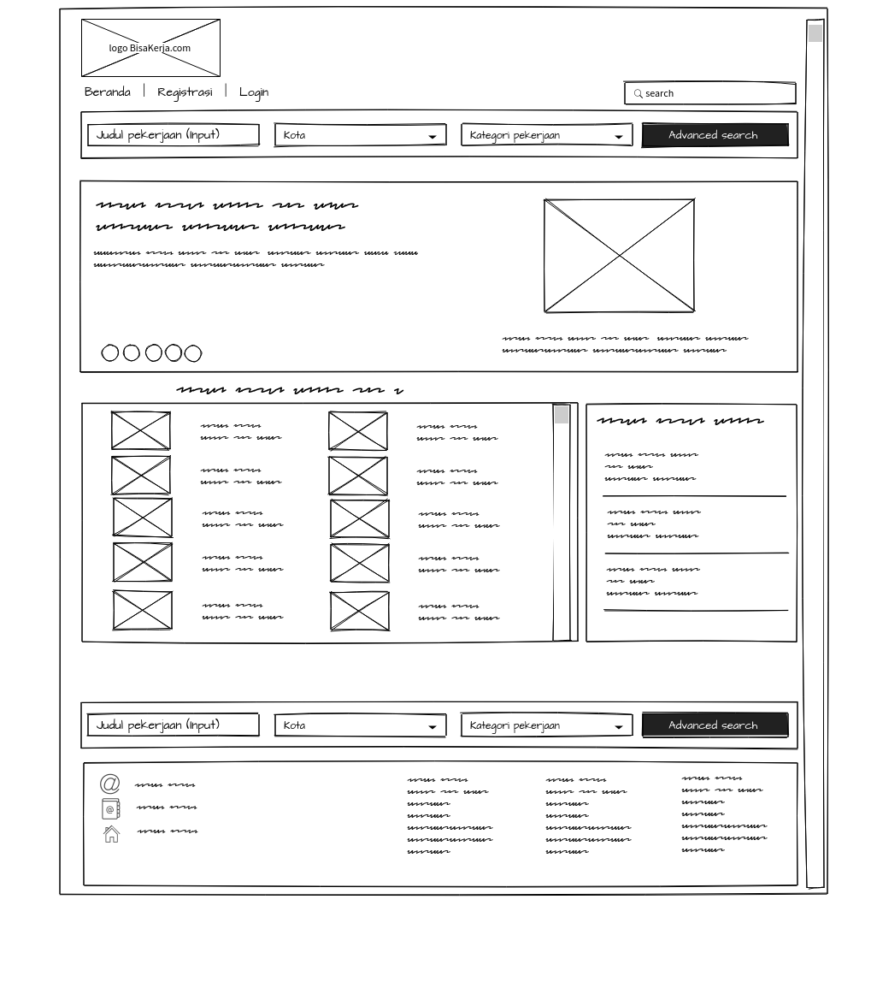 logo BisaKerja.com
Beranda | Registrasi | Login
search
Judul pekerjaan (Input)
Kota
Kategori pekerjaan
Advanced search
Judul pekerjaan (Input)
Kota
Kategori pekerjaan
Advanced search